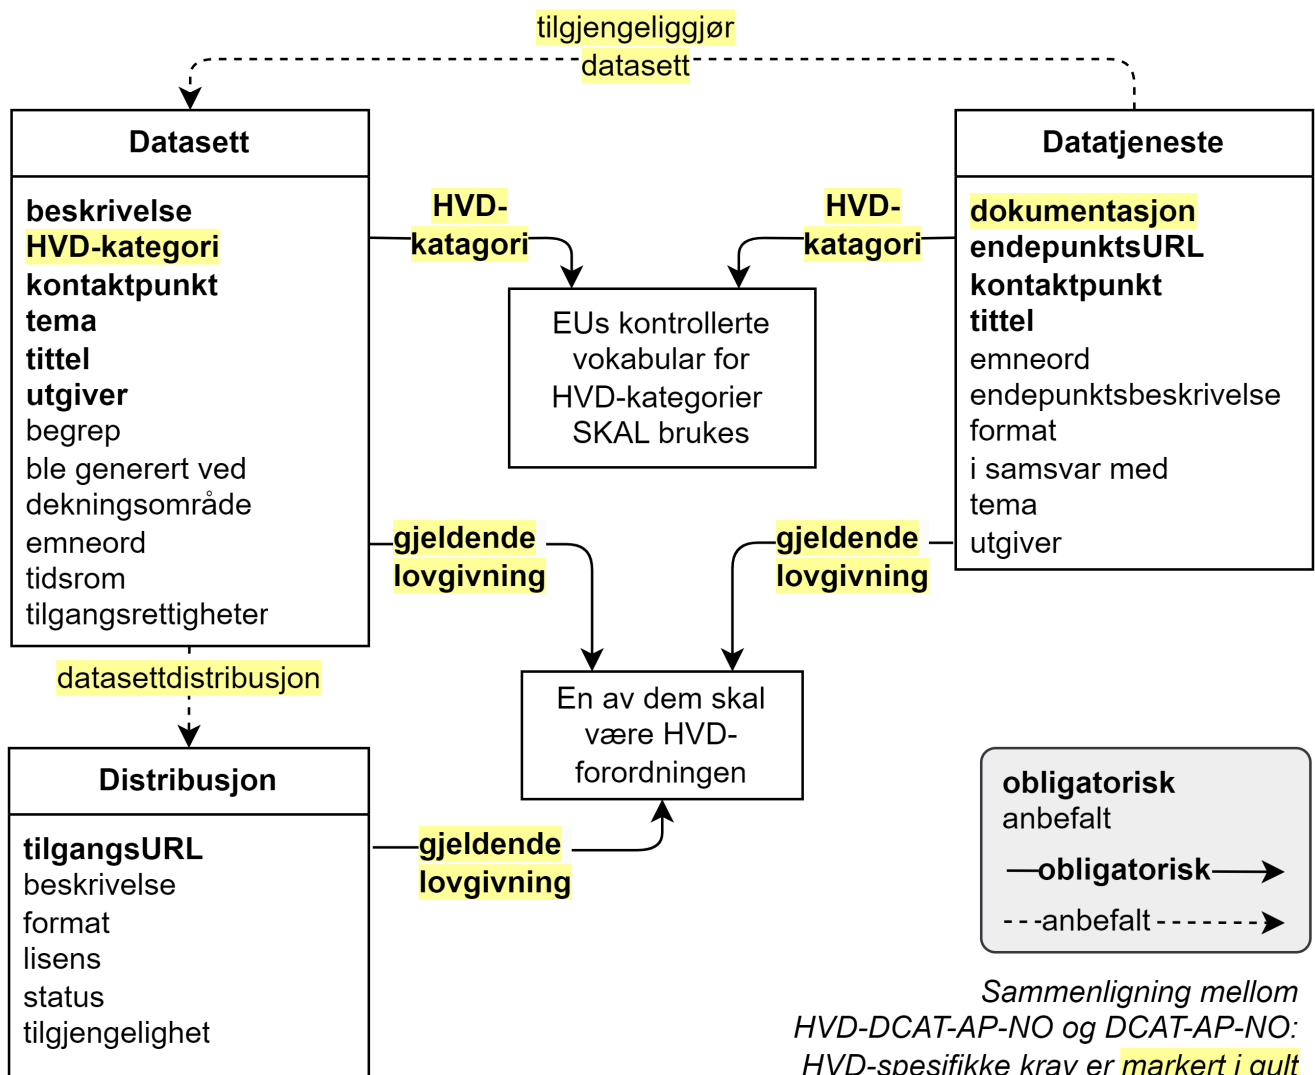 tilgjengeliggjør
datasett
Datasett
beskrivelse
HVD-kategori
kontaktpunkt
tema
tittel
utgiver
begrep
ble generert ved
dekningsområde
emneord
tidsrom
tilgangsrettigheter
HVD-
katagori
HVD-
katagori
Datatjeneste
dokumentasjon
endepunktsURL
kontaktpunkt
tittel
emneord
endepunktsbeskrivelse
format
i samsvar med
tema
utgiver
EUs kontrollerte
vokabular for
HVD-kategorier
SKAL brukes
gjeldende
lovgivning
gjeldende
lovgivning
datasettdistribusjon
En av dem skal
være HVD-
forordningen
Distribusjon
tilgangsURL
beskrivelse
format
lisens
status
tilgjengelighet
gjeldende
lovgivning
obligatorisk
anbefalt
obligatorisk
anbefalt
Sammenligning mellom
HVD-DCAT-AP-NO og DCAT-AP-NO:
HVD-spesifikke krav er markert i gult